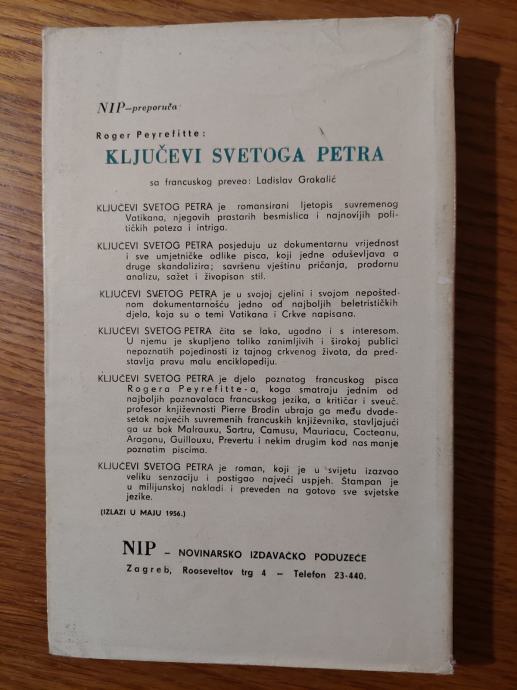 NIP—preporuča:
Roger Peyrefitte:
KLJUČEVI SVETOGA PETRA
sa francuskog preveo: Ladislav Grakalić
KLJUČEVI SVETOG PETRA je romansirani ljetopis suvremenog
Vatikana, njegovih prastarih besmislica i najnovijih poli-
tičkih poteza i intriga.
KLJUČEVI SVETOG PETRA posjeduju uz dokumentarnu vrijednost
i sve umjetničke odlike pisca, koji jedne oduševljava a
druge skandalizira; savršenu vještinu pričanja, prodornu
analizu, sažet i živopisan stil.
KLJUČEVI SVETOG PETRA je u svojoj cjelini i svojom nepošted-
nom dokumentarnošću jedno od najboljih beletrističkih
djela, koja su o temi Vatikana i Crkve napisana.
KLJUČEVI SVETOG PETRA čita se lako, ugodno i s interesom.
U njemu je skupljeno toliko zanimljivih i širokoj publici
nepoznatih pojedinosti iz tajnog crkvenog života, da pred-
stavlja pravu malu enciklopediju.
KLJUČEVI SVETOG PETRA je djelo poznatog francuskog pisca
Rogera Peyrefitte-a, koga smatraju jednim od
najboljih poznavalaca francuskog jezika, a kritičar i sveuč.
profesor književnosti Pierre Brodin ubraja ga među dvade-
setak najvećih suvremenih francuskih književnika, stavljajući
ga uz bok Malrauxu, Sartru, Camusu, Mauriacu, Cocteanu,
Aragonu, Guillouxu, Prevertu i nekim drugim kod nas manje
poznatim piscima.
KLJUČEVI SVETOG PETRA je roman, koji je u svijetu izazvao
veliku senzaciju i postigao najveći uspjeh. Štampan je
u milijunskoj nakladi i preveden na gotovo sve svjetske
jezike.
(IZLAZI U MAJU 1956.)
NIP — NOVINARSKO IZDAVAČKO PODUZEĆE
Zagreb, Rooseveltov trg 4 — Telefon 23-440.